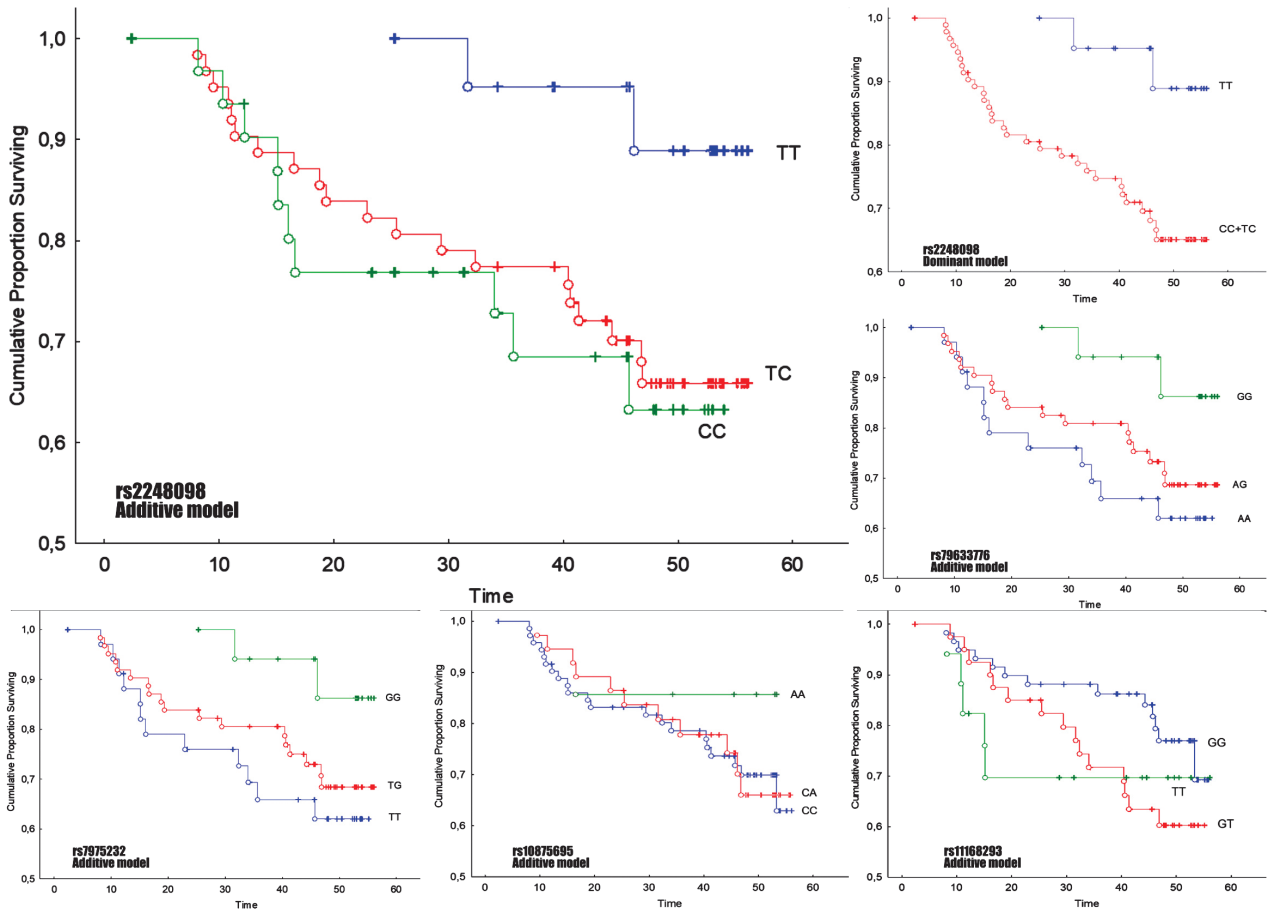 Cumulative Proportion Surviving
1,0
0,9
0,8
0,7
0,6
0,5
TT
TC
CC
rs2248098
Additive model
0 10 20 30 40 50 60
Time
Cumulative Proportion Surviving
1,0
0,9
0,8
0,7
0,6
TT
CC+TC
rs2248098
Dominant model
0 10 20 30 40 50 60
Time
Cumulative Proportion Surviving
1,0
0,9
0,8
0,7
0,6
0,5
GG
AG
AA
rs79633776
Additive model
0 10 20 30 40 50 60
Time
Cumulative Proportion Surviving
1,0
0,9
0,8
0,7
0,6
0,5
GG
TG
TT
rs7975232
Additive model
0 10 20 30 40 50 60
Time
Cumulative Proportion Surviving
1,0
0,9
0,8
0,7
0,6
0,5
AA
CA
CC
rs10875695
Additive model
0 10 20 30 40 50 60
Time
Cumulative Proportion Surviving
1,0
0,9
0,8
0,7
0,6
0,5
GG
TT
GT
rs11168293
Additive model
0 10 20 30 40 50 60
Time